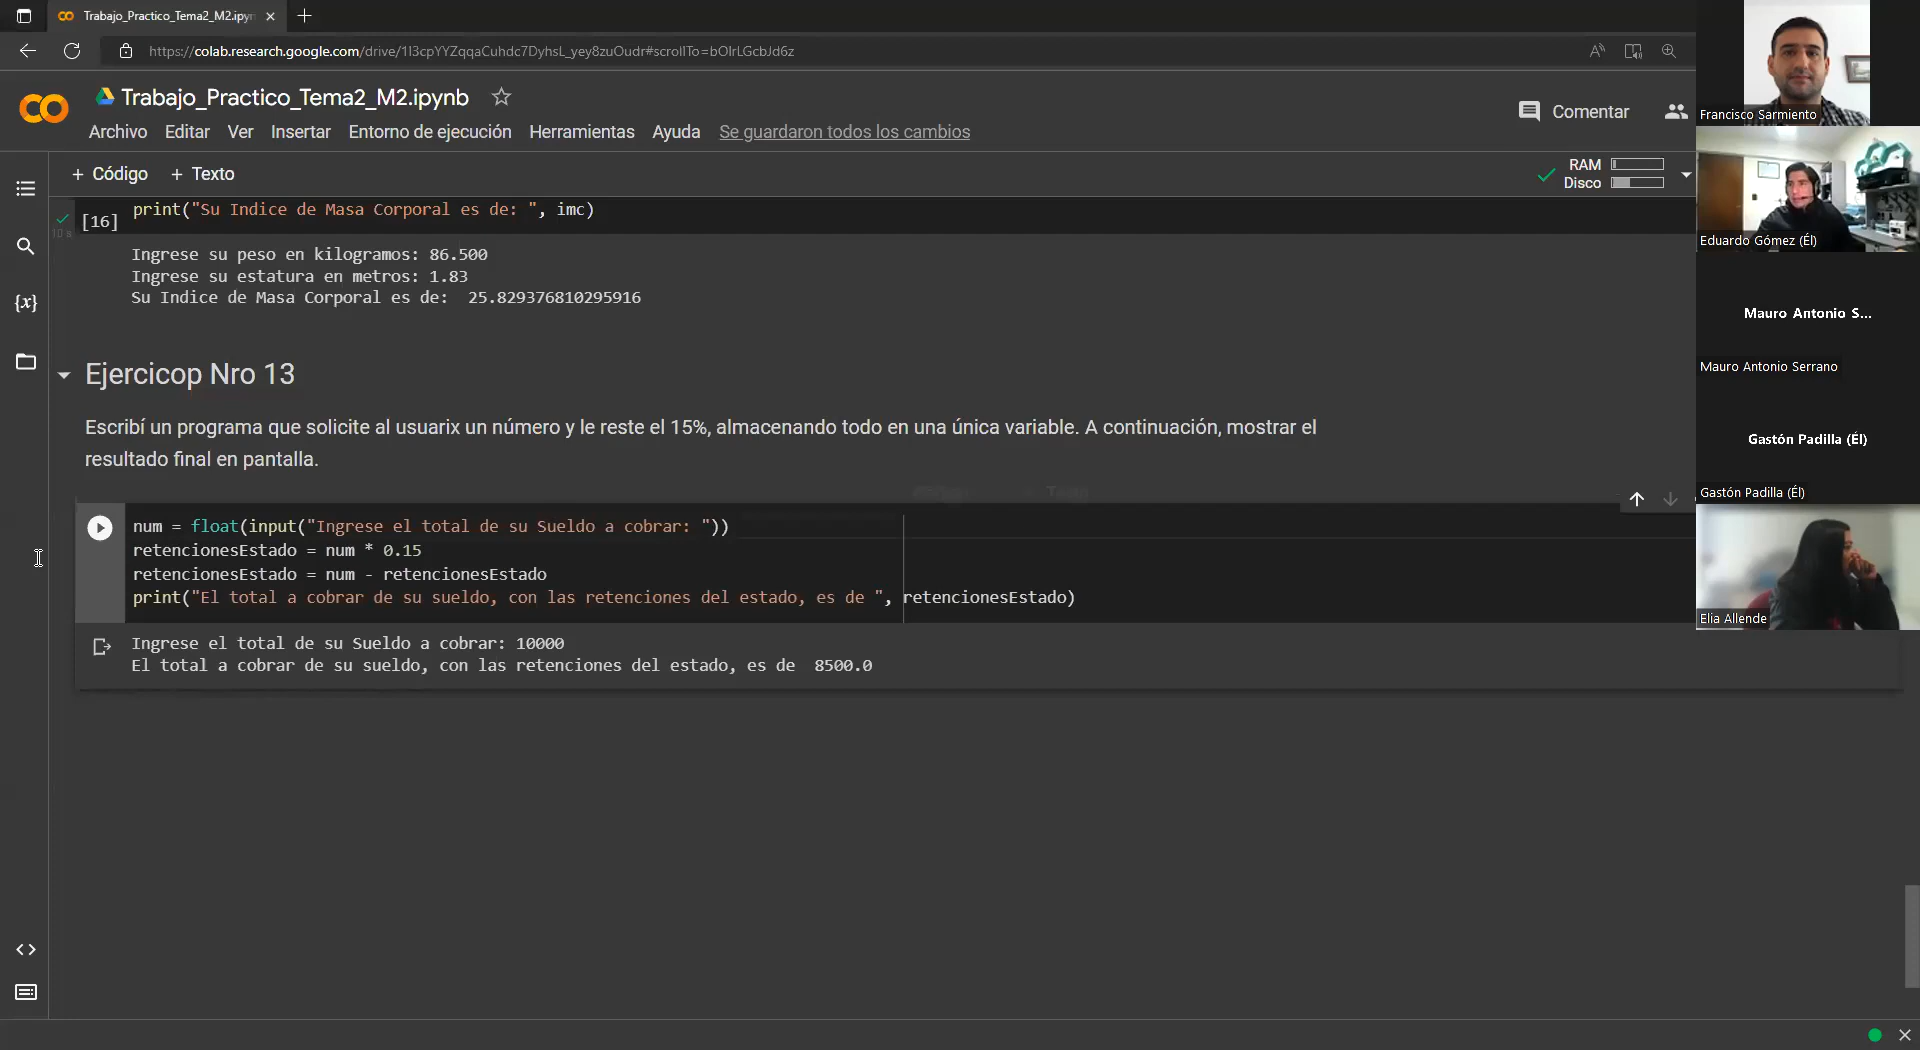 Trabajo_Practico_Tema2_M2.ipyn
https://colab.research.google.com/drive/1I3cpYYZqqaCuhdc7DyhsL_yey8zuOudr#scrollTo=bOIrLGcbJd6z
Trabajo_Practico_Tema2_M2.ipynb
Archivo Editar Ver Insertar Entorno de ejecución Herramientas Ayuda Se guardaron todos los cambios
Comentar
+ Código + Texto
RAM
Disco
[16]
10 s
print("Su Indice de Masa Corporal es de: ", imc)
Ingrese su peso en kilogramos: 86.500
Ingrese su estatura en metros: 1.83
Su Indice de Masa Corporal es de:  25.829376810295916
Ejercicop Nro 13
Escribí un programa que solicite al usuarix un número y le reste el 15%, almacenando todo en una única variable. A continuación, mostrar el
resultado final en pantalla.
num = float(input("Ingrese el total de su Sueldo a cobrar: "))
retencionesEstado = num * 0.15
retencionesEstado = num - retencionesEstado
print("El total a cobrar de su sueldo, con las retenciones del estado, es de ", retencionesEstado)
Ingrese el total de su Sueldo a cobrar: 10000
El total a cobrar de su sueldo, con las retenciones del estado, es de  8500.0
Francisco Sarmiento
Eduardo Gómez (Él)
Mauro Antonio S...
Mauro Antonio Serrano
Gastón Padilla (Él)
Gastón Padilla (Él)
Elia Allende